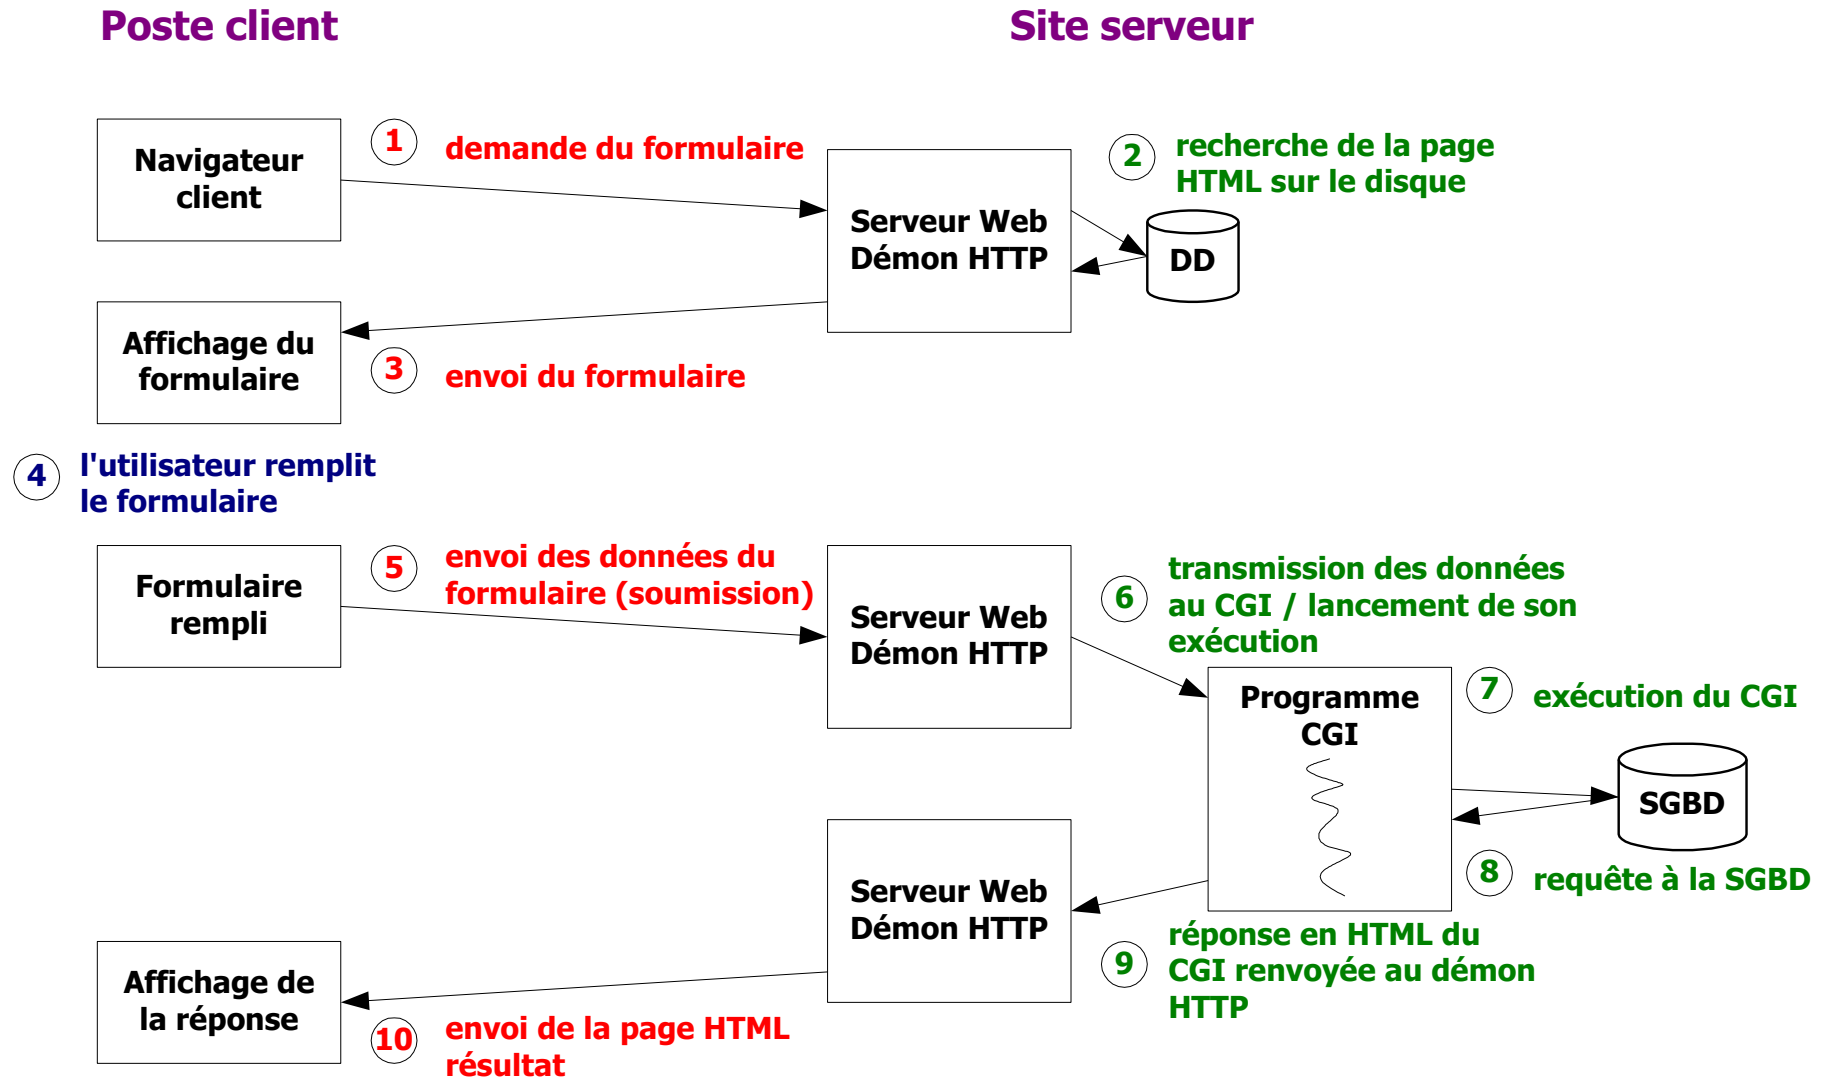 Poste client
Site serveur
Navigateur
client
1
demande du formulaire
Serveur Web
Démon HTTP
2
recherche de la page
HTML sur le disque
DD
Affichage du
formulaire
3
envoi du formulaire
4
l'utilisateur remplit
le formulaire
Formulaire
rempli
5
envoi des données du
formulaire (soumission)
Serveur Web
Démon HTTP
6
transmission des données
au CGI / lancement de son
exécution
Programme
CGI
7
exécution du CGI
SGBD
8
requête à la SGBD
Serveur Web
Démon HTTP
9
réponse en HTML du
CGI renvoyée au démon
HTTP
Affichage de
la réponse
10
envoi de la page HTML
résultat